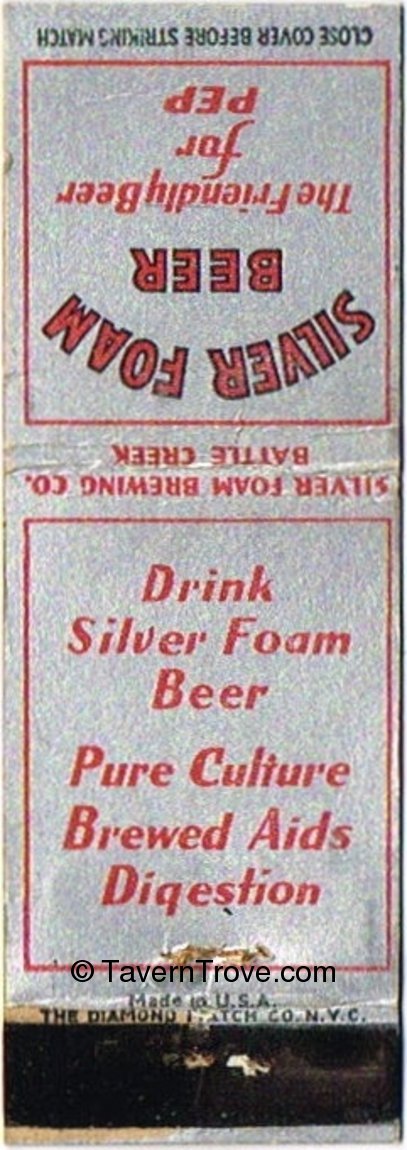 SILVER FOAM BREWING CO.
BATTLE CREEK
SILVER FOAM
BEER
The Friendly Beer
for
PEP
CLOSE COVER BEFORE STRIKING MATCH
Drink
Silver Foam
Beer
Pure Culture
Brewed Aids
Digestion
© TavernTrove.com
Made in U.S.A.
THE DIAMOND MATCH CO. N.Y.C.